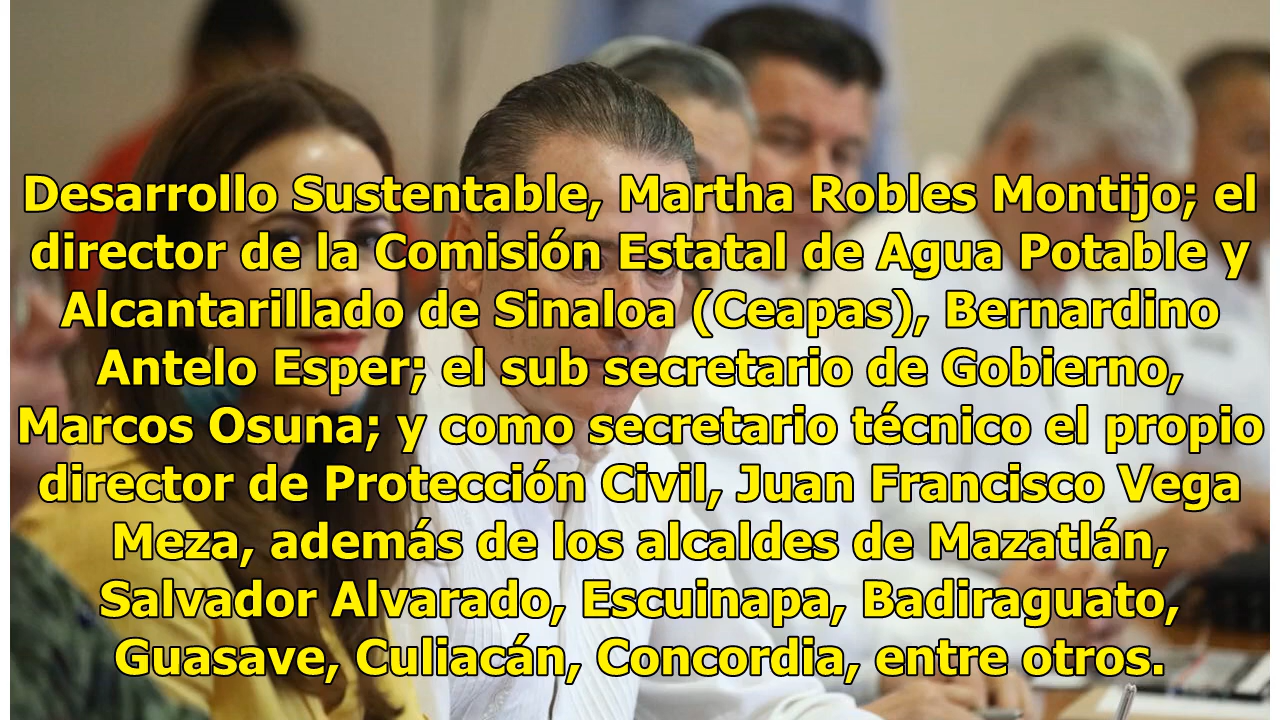 Desarrollo Sustentable, Martha Robles Montijo; el
director de la Comisión Estatal de Agua Potable y
Alcantarillado de Sinaloa (Ceapas), Bernardino
Antelo Esper; el sub secretario de Gobierno,
Marcos Osuna; y como secretario técnico el propio
director de Protección Civil, Juan Francisco Vega
Meza, además de los alcaldes de Mazatlán,
Salvador Alvarado, Escuinapa, Badiraguato,
Guasave, Culiacán, Concordia, entre otros.